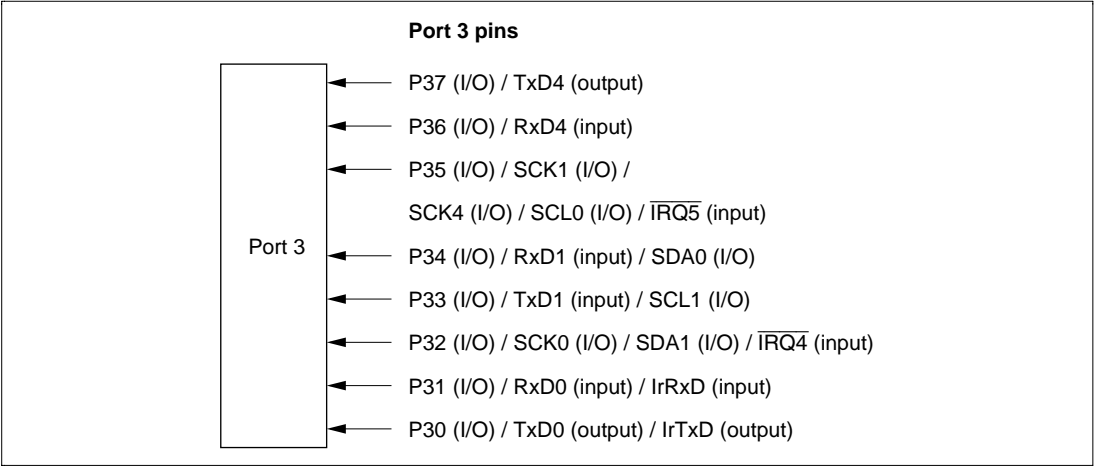 Port 3 pins
P37 (I/O) / TxD4 (output)
P36 (I/O) / RxD4 (input)
P35 (I/O) / SCK1 (I/O) /
SCK4 (I/O) / SCL0 (I/O) / I̅R̅Q̅5̅ (input)
Port 3
P34 (I/O) / RxD1 (input) / SDA0 (I/O)
P33 (I/O) / TxD1 (input) / SCL1 (I/O)
P32 (I/O) / SCK0 (I/O) / SDA1 (I/O) / I̅R̅Q̅4̅ (input)
P31 (I/O) / RxD0 (input) / IrRxD (input)
P30 (I/O) / TxD0 (output) / IrTxD (output)